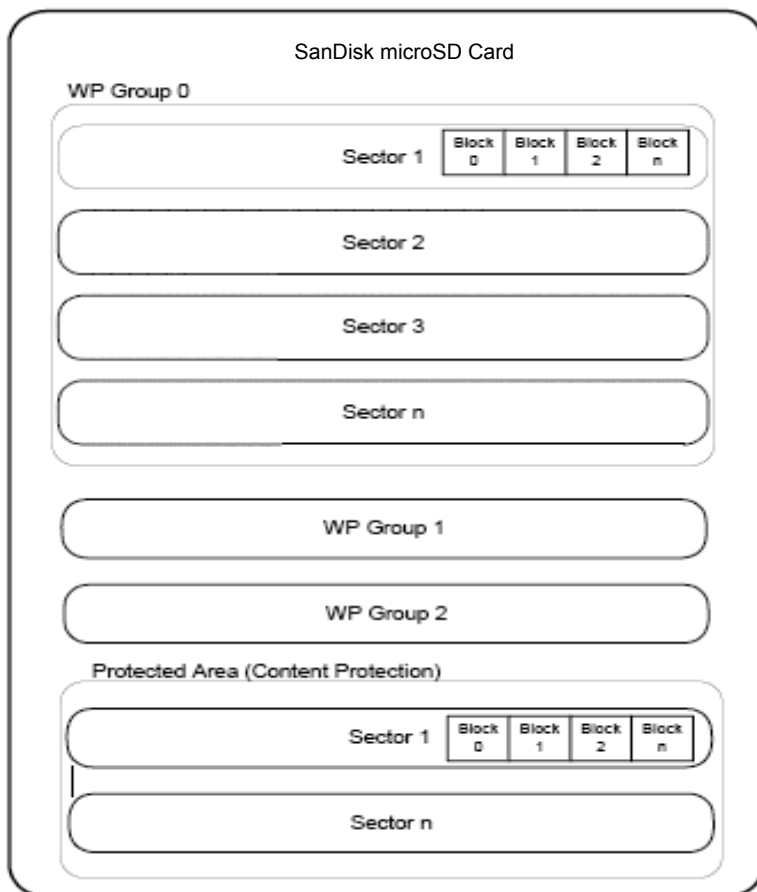 SanDisk microSD Card
WP Group 0
Sector 1
Block 0
Block 1
Block 2
Block n
Sector 2
Sector 3
Sector n
WP Group 1
WP Group 2
Protected Area (Content Protection)
Sector 1
Block 0
Block 1
Block 2
Block n
Sector n